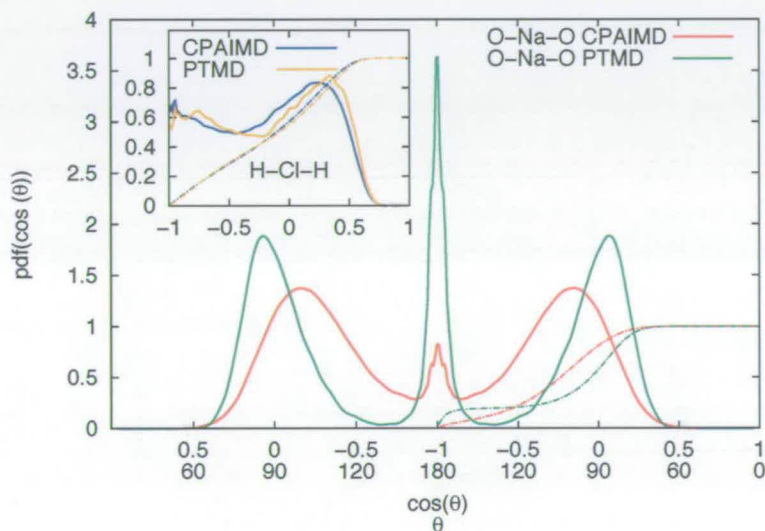 CPAIMD
PTMD
H–Cl–H
1
0.8
0.6
0.4
0.2
0
−1 −0.5 0 0.5 1
O–Na–O CPAIMD
O–Na–O PTMD
pdf(cos (θ))
4
3.5
3
2.5
2
1.5
1
0.5
0
0.5 0 −0.5 −1 −0.5 0 0.5 1
60 90 120 180 120 90 60 0
cos(θ)
θ